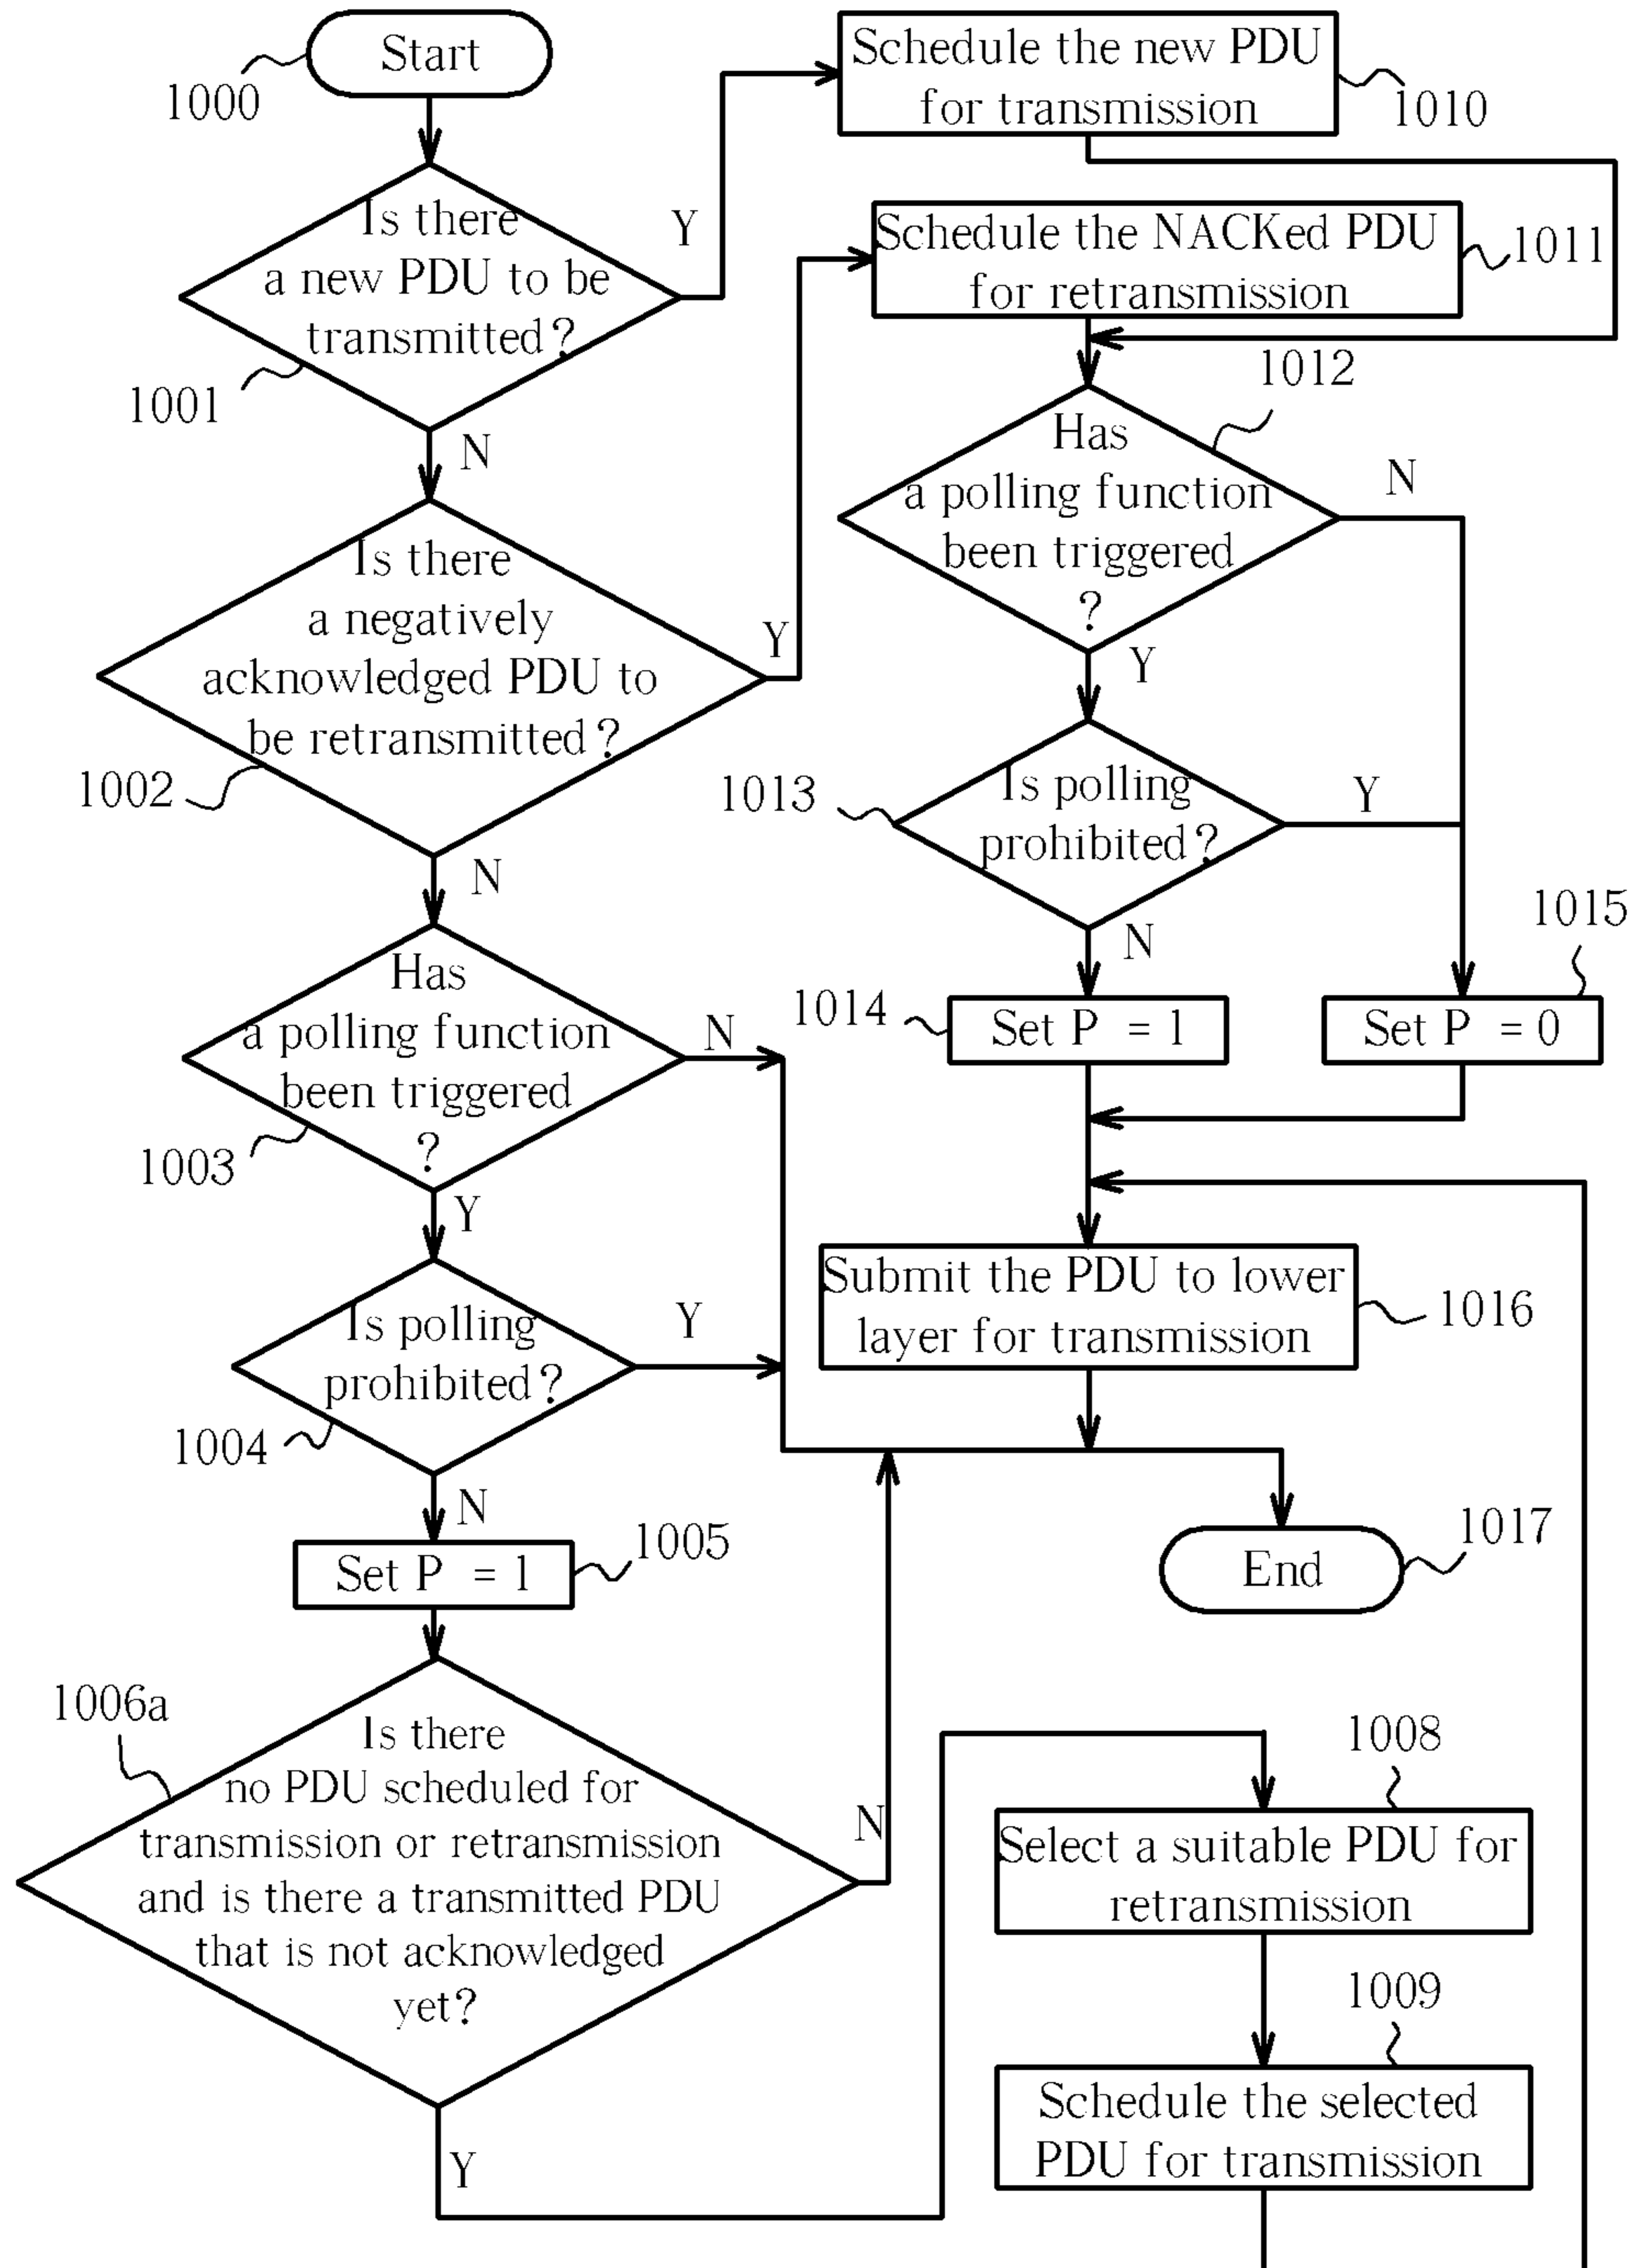 Start
1000
Is there
a new PDU to be
transmitted?
1001
Y
N
Is there
a negatively
acknowledged PDU to
be retransmitted?
1002
Y
N
Has
a polling function
been triggered
?
1003
N
Y
Is polling
prohibited?
1004
Y
N
Set P = 1
1005
1006a
Is there
no PDU scheduled for
transmission or retransmission
and is there a transmitted PDU
that is not acknowledged
yet?
N
Y
Schedule the new PDU
for transmission
1010
Schedule the NACKed PDU
for retransmission
1011
1012
Has
a polling function
been triggered
?
N
Y
1013
Is polling
prohibited?
Y
N
1014
Set P = 1
1015
Set P = 0
Submit the PDU to lower
layer for transmission
1016
1017
End
1008
Select a suitable PDU for
retransmission
1009
Schedule the selected
PDU for transmission